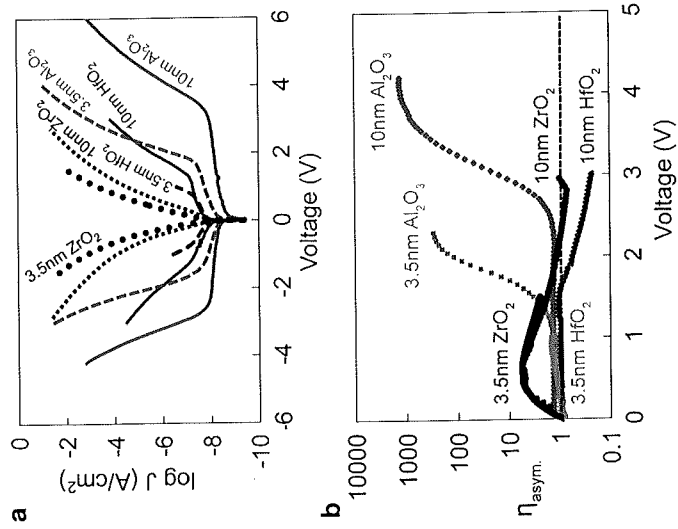 a
0
-2
-4
-6
-8
-10
log J (A/cm²)
-6
-4
-2
0
2
4
6
Voltage (V)
3.5nm ZrO₂
10nm ZrO₂
3.5nm HfO₂
10nm HfO₂
3.5nm Al₂O₃
10nm Al₂O₃
b
10000
1000
100
10
1
0.1
ηasym.
0
1
2
3
4
5
Voltage (V)
3.5nm Al₂O₃
10nm Al₂O₃
3.5nm ZrO₂
10nm ZrO₂
3.5nm HfO₂
10nm HfO₂